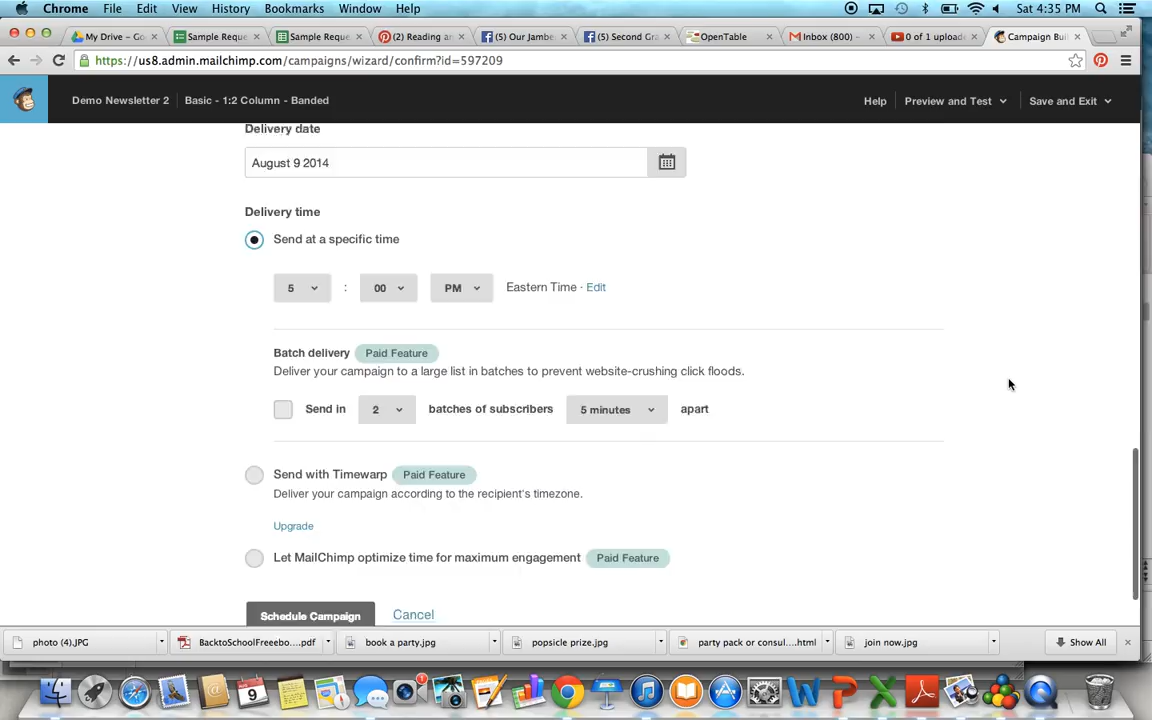 Chrome File Edit View History Bookmarks Window Help Sat 4:35 PM
My Drive – Go Sample Reque Sample Reque (2) Reading an (5) Our Jambe (5) Second Gra OpenTable Inbox (800) - 0 of 1 upload Campaign Bui
https://us8.admin.mailchimp.com/campaigns/wizard/confirm?id=597209
Demo Newsletter 2 Basic - 1:2 Column - Banded Help Preview and Test Save and Exit
Delivery date
August 9 2014
Delivery time
Send at a specific time
5 : 00 PM Eastern Time · Edit
Batch delivery Paid Feature
Deliver your campaign to a large list in batches to prevent website-crushing click floods.
Send in 2 batches of subscribers 5 minutes apart
Send with Timewarp Paid Feature
Deliver your campaign according to the recipient's timezone.
Upgrade
Let MailChimp optimize time for maximum engagement Paid Feature
Schedule Campaign Cancel
photo (4).JPG BacktoSchoolFreebo....pdf book a party.jpg popsicle prize.jpg party pack or consul....html join now.jpg Show All
9